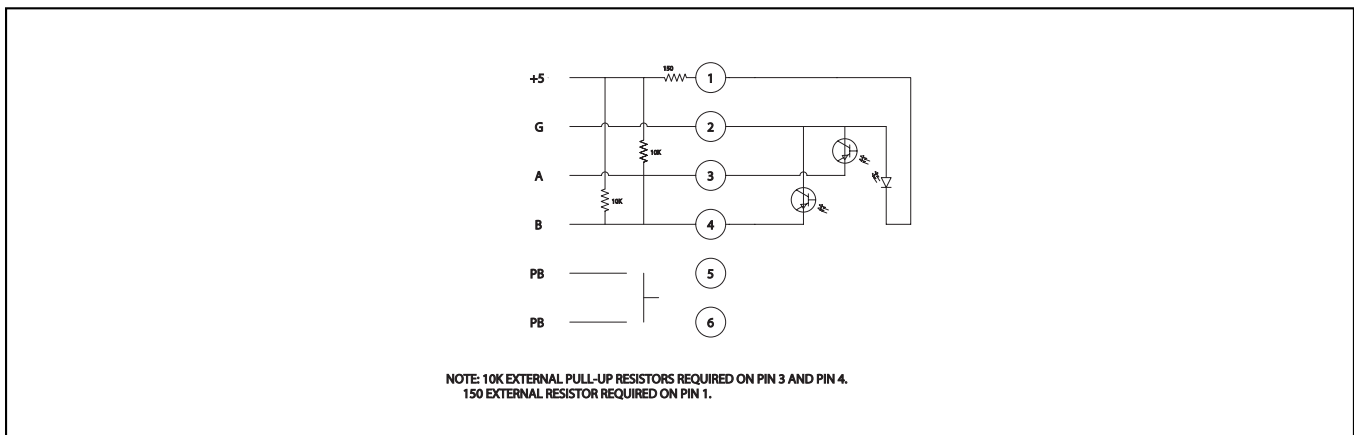 150
+5
1
G
2
10K
A
3
10K
B
4
PB
5
PB
6
NOTE: 10K EXTERNAL PULL-UP RESISTORS REQUIRED ON PIN 3 AND PIN 4.
150 EXTERNAL RESISTOR REQUIRED ON PIN 1.